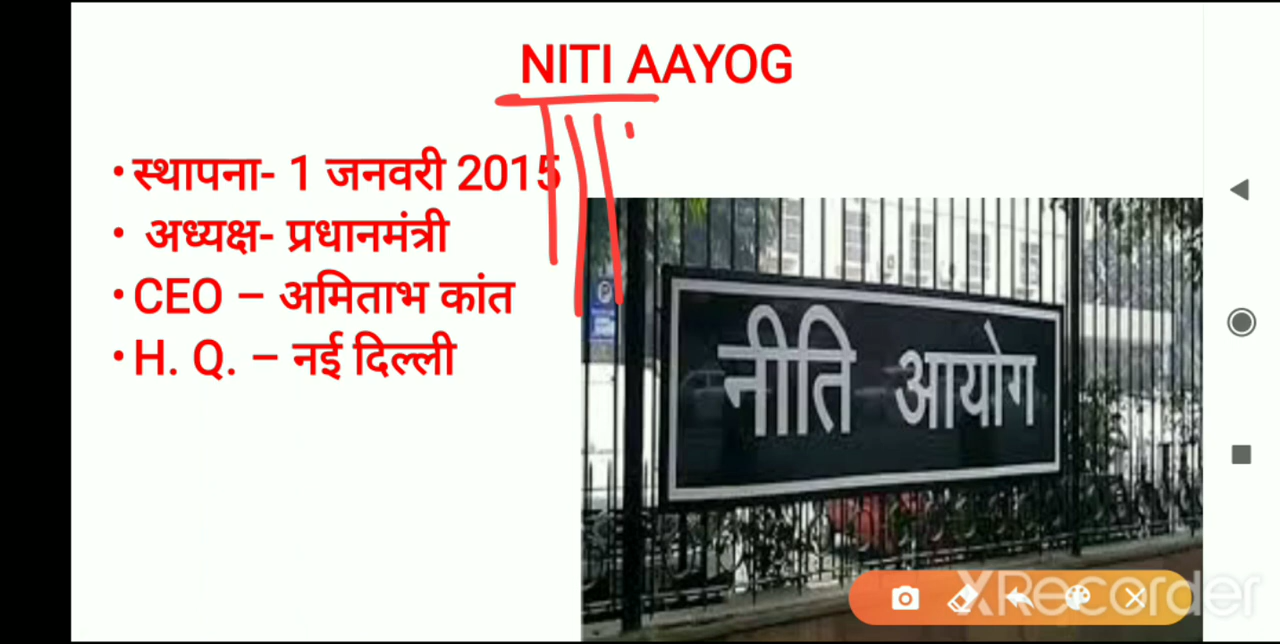 NITI AAYOG
•स्थापना- 1 जनवरी 2015
• अध्यक्ष- प्रधानमंत्री
•CEO – अमिताभ कांत
•H. Q. – नई दिल्ली
P
नीति आयोग
XRecorder